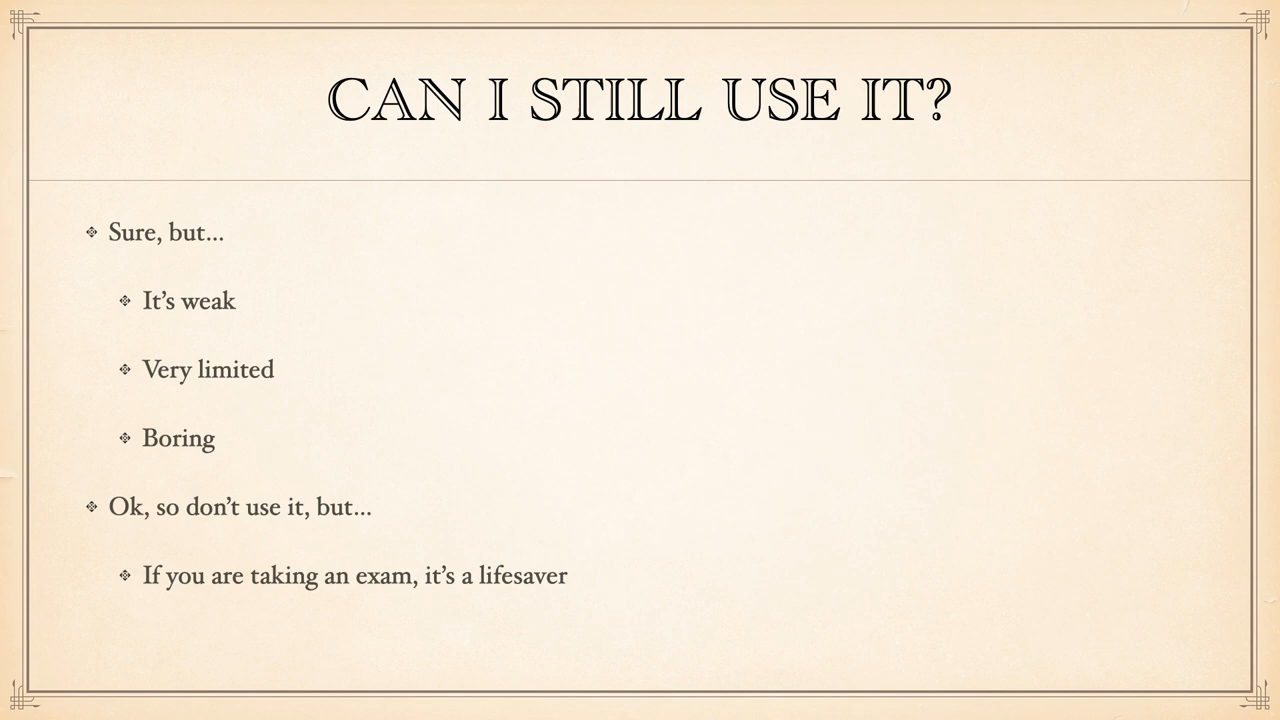 CAN I STILL USE IT?
Sure, but…
It’s weak
Very limited
Boring
Ok, so don’t use it, but…
If you are taking an exam, it’s a lifesaver